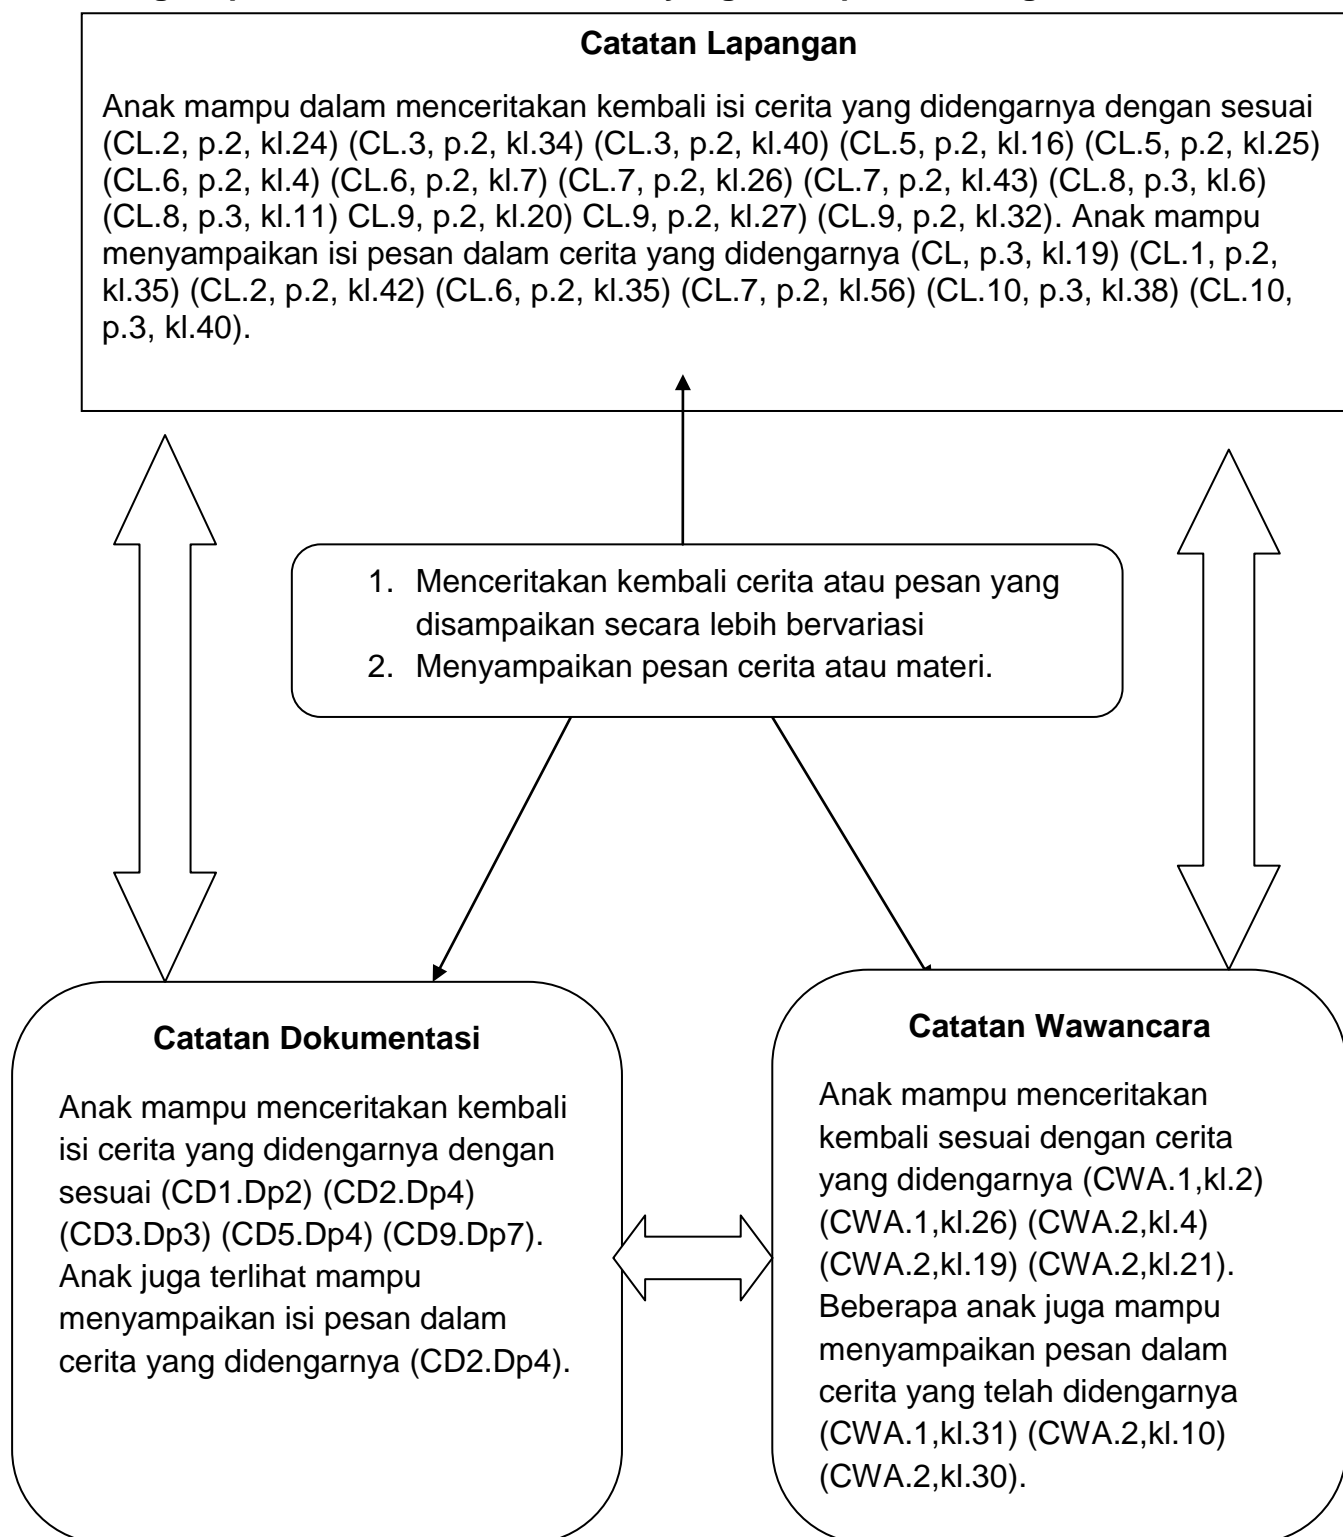 Catatan Lapangan
Anak mampu dalam menceritakan kembali isi cerita yang didengarnya dengan sesuai
(CL.2, p.2, kl.24) (CL.3, p.2, kl.34) (CL.3, p.2, kl.40) (CL.5, p.2, kl.16) (CL.5, p.2, kl.25)
(CL.6, p.2, kl.4) (CL.6, p.2, kl.7) (CL.7, p.2, kl.26) (CL.7, p.2, kl.43) (CL.8, p.3, kl.6)
(CL.8, p.3, kl.11) CL.9, p.2, kl.20) CL.9, p.2, kl.27) (CL.9, p.2, kl.32). Anak mampu
menyampaikan isi pesan dalam cerita yang didengarnya (CL, p.3, kl.19) (CL.1, p.2,
kl.35) (CL.2, p.2, kl.42) (CL.6, p.2, kl.35) (CL.7, p.2, kl.56) (CL.10, p.3, kl.38) (CL.10,
p.3, kl.40).
1. Menceritakan kembali cerita atau pesan yang
disampaikan secara lebih bervariasi
2. Menyampaikan pesan cerita atau materi.
Catatan Dokumentasi
Anak mampu menceritakan kembali
isi cerita yang didengarnya dengan
sesuai (CD1.Dp2) (CD2.Dp4)
(CD3.Dp3) (CD5.Dp4) (CD9.Dp7).
Anak juga terlihat mampu
menyampaikan isi pesan dalam
cerita yang didengarnya (CD2.Dp4).
Catatan Wawancara
Anak mampu menceritakan
kembali sesuai dengan cerita
yang didengarnya (CWA.1,kl.2)
(CWA.1,kl.26) (CWA.2,kl.4)
(CWA.2,kl.19) (CWA.2,kl.21).
Beberapa anak juga mampu
menyampaikan pesan dalam
cerita yang telah didengarnya
(CWA.1,kl.31) (CWA.2,kl.10)
(CWA.2,kl.30).